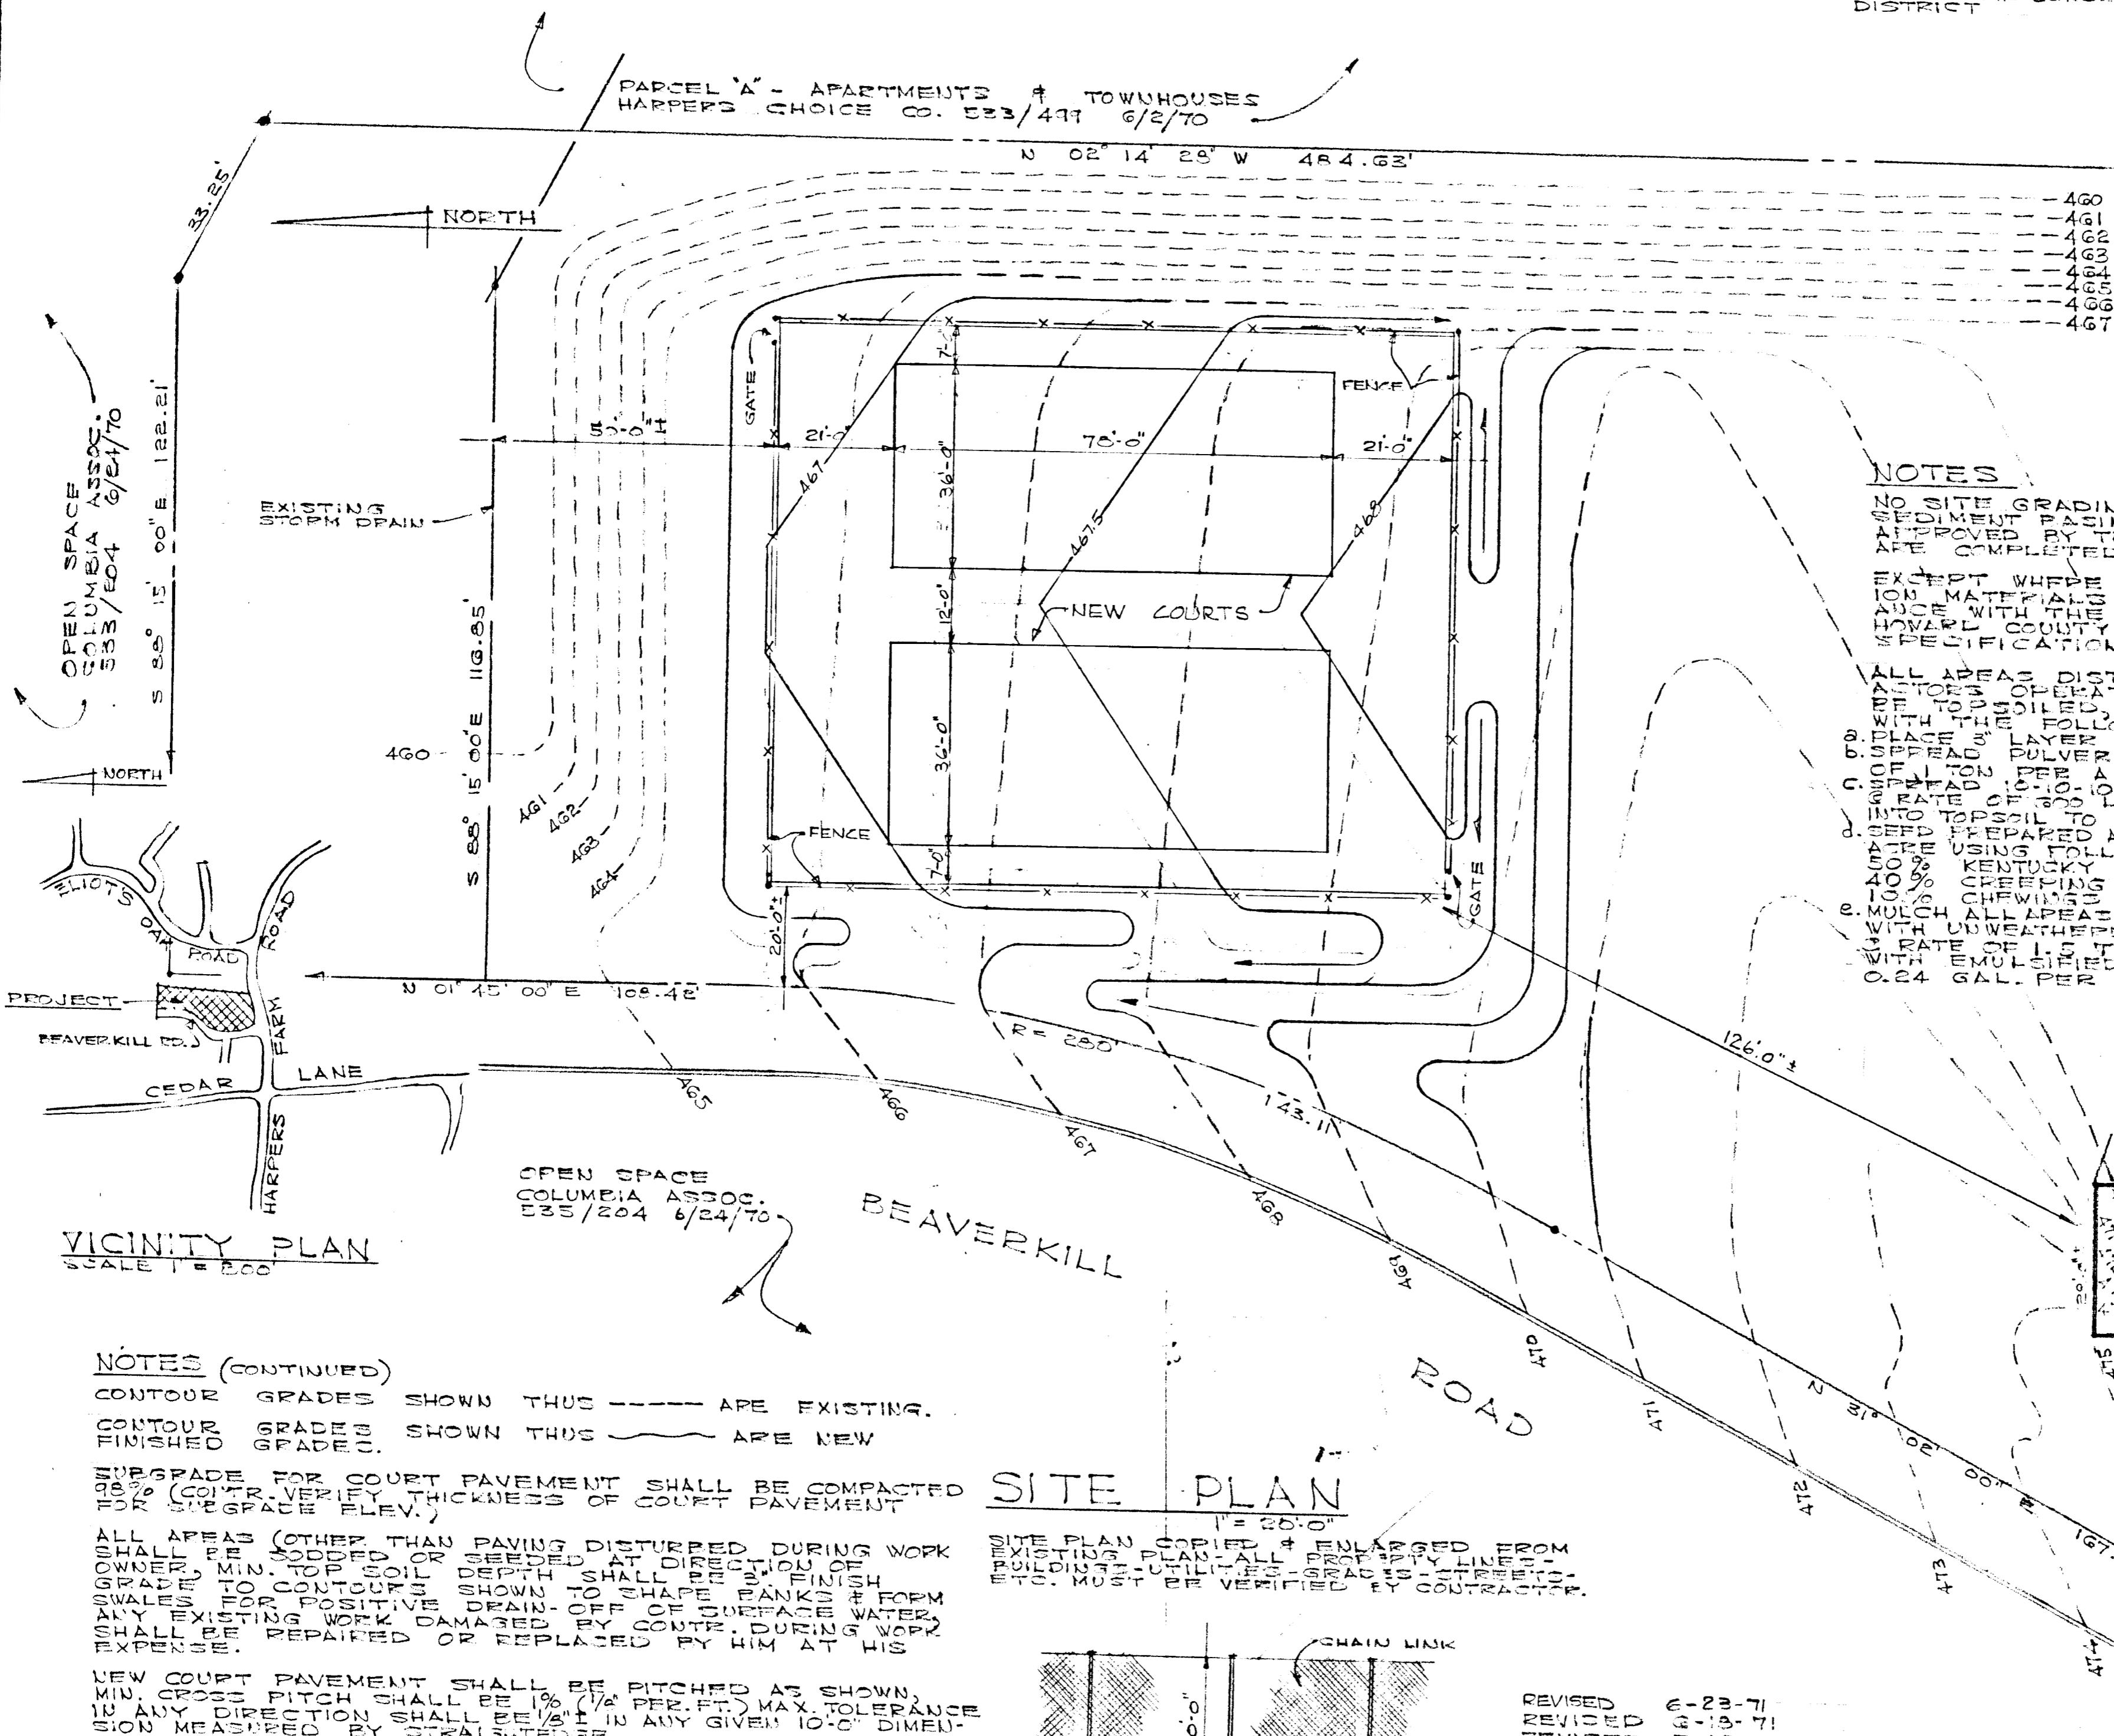 DISTRICT
PARCEL "A" - APARTMENTS & TOWNHOUSES
HARPERS CHOICE CO. 533/499 6/2/70
N 02° 14' 28" W 484.63'
33.25'
NORTH
460
461
462
463
464
465
466
467
OPEN SPACE
COLUMBIA ASSOC.
533/204 6/24/70
S 88° 15' 00" E 122.21'
NORTH
EXISTING
STORM DRAIN
S 88° 15' 00" E 116.85'
50'-0"±
GATE
21'-0"
78'-0"
21'-0"
7'-0"
36'-0"
12'-0"
36'-0"
7'-0"
467
467.5
468
FENCE
NEW COURTS
FENCE
GATE
20'-0"±
460
461
462
463
464
N 01° 45' 00" E 108.42'
R = 280'
143.11'
126'-0"±
20'-0"±
465
466
467
468
469
470
471
472
473
474
475
31° 02' 00" W 167.
NOTES
NO SITE GRADIN
SEDIMENT BASIN
APPROVED BY T
ARE COMPLETED
EXCEPT WHERE
ION MATERIALS
ANCE WITH THE
HOWARD COUNTY
SPECIFICATION
ALL AREAS DIST
ACTORS OPERAT
BE TOPSOILED,
WITH THE FOLLO
a. PLACE 3" LAYER
b. SPREAD PULVER
OF 1 TON PER A
c. SPREAD 10-10-10
@ RATE OF 300 L
INTO TOPSOIL TO
d. SEED PREPARED A
ACRE USING FOLL
50% KENTUCKY
40% CREEPING
10% CHEWINGS
e. MULCH ALL AREAS
WITH UNWEATHER
@ RATE OF 1.5 T
WITH EMULSIFIED
0.24 GAL. PER
ELIOT'S OAK ROAD
ROAD
PROJECT
BEAVERKILL RD.
CEDAR LANE
HARPERS FARM
VICINITY PLAN
SCALE 1" = 200'
OPEN SPACE
COLUMBIA ASSOC.
535/204 6/24/70
BEAVERKILL
ROAD
NOTES (CONTINUED)
CONTOUR GRADES SHOWN THUS ----- ARE EXISTING.
CONTOUR GRADES SHOWN THUS ARE NEW
FINISHED GRADES.
SUBGRADE FOR COURT PAVEMENT SHALL BE COMPACTED
98% (CONTR. VERIFY THICKNESS OF COURT PAVEMENT
FOR SUBGRADE ELEV.)
ALL AREAS (OTHER THAN PAVING DISTURBED DURING WORK
SHALL BE SODDED OR SEEDED AT DIRECTION OF
OWNER, MIN. TOP SOIL DEPTH SHALL BE 3" FINISH
GRADE TO CONTOURS SHOWN TO SHAPE BANKS & FORM
SWALES FOR POSITIVE DRAIN-OFF OF SURFACE WATER,
ANY EXISTING WORK DAMAGED BY CONTR. DURING WORK
SHALL BE REPAIRED OR REPLACED BY HIM AT HIS
EXPENSE.
NEW COURT PAVEMENT SHALL BE PITCHED AS SHOWN,
MIN. CROSS PITCH SHALL BE 1% (1/8" PER. FT.) MAX. TOLERANCE
IN ANY DIRECTION SHALL BE 1/8"± IN ANY GIVEN 10'-0" DIMEN-
SION MEASURED BY STRAIGHTEDGE
SITE PLAN
1" = 20'-0"
SITE PLAN COPIED & ENLARGED FROM
EXISTING PLAN-ALL PROPERTY LINES-
BUILDINGS-UTILITIES-GRADES-STREETS-
ETC. MUST BE VERIFIED BY CONTRACTOR.
CHAIN LINK
REVISED 6-23-71
REVISED